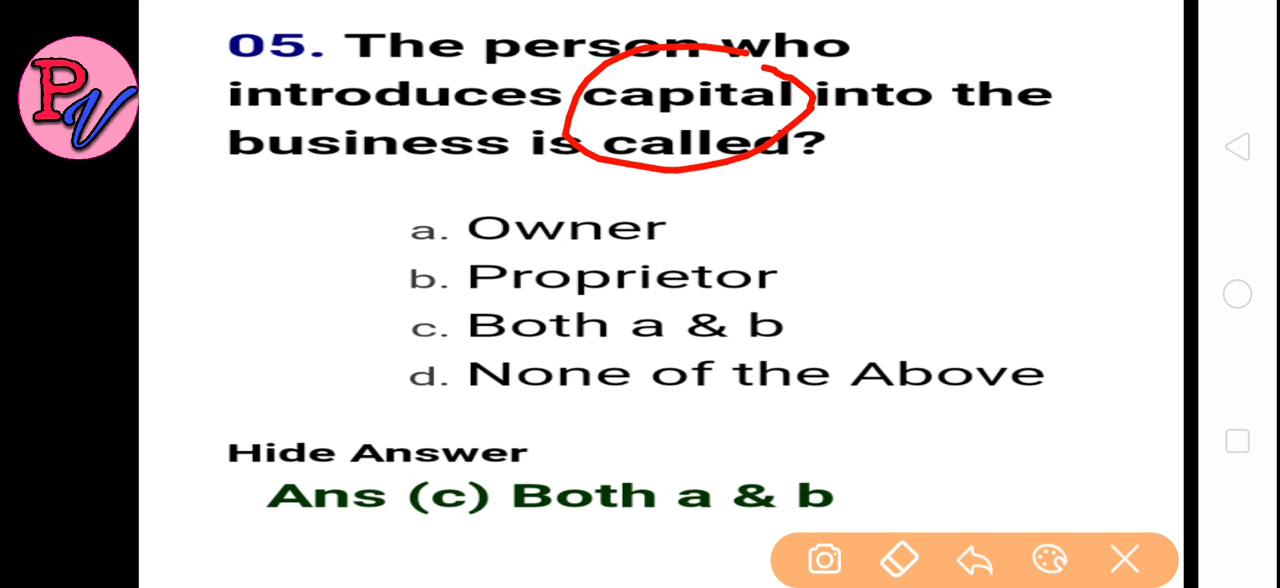 PV
05. The person who
introduces capital into the
business is called?
a. Owner
b. Proprietor
c. Both a & b
d. None of the Above
Hide Answer
Ans (c) Both a & b